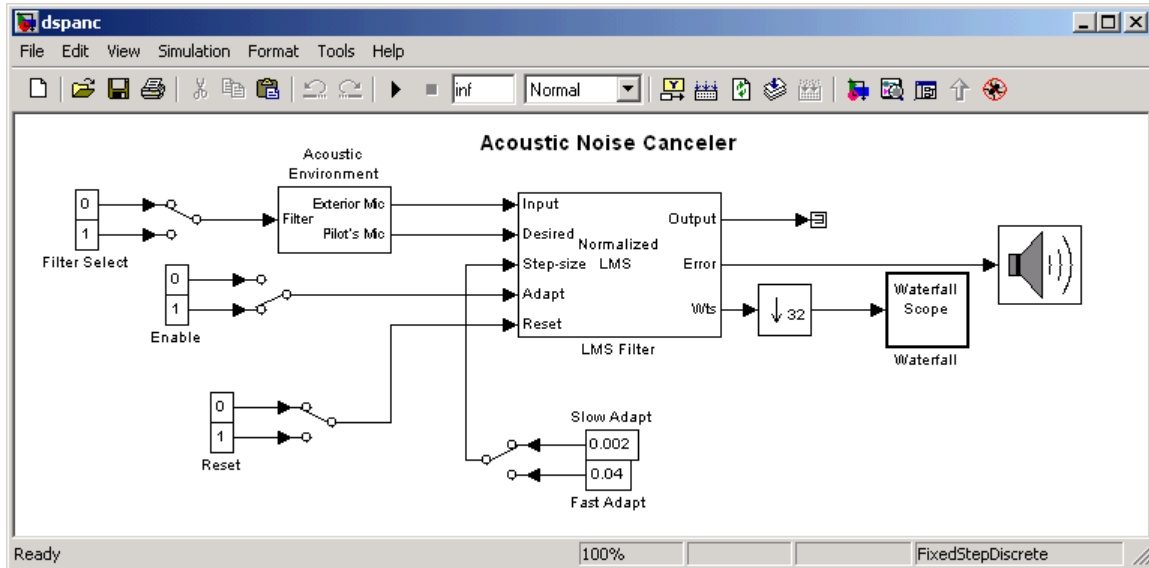 dspanc
File Edit View Simulation Format Tools Help
inf Normal
Acoustic Noise Canceler
Acoustic
Environment
0
1
Filter Select
Filter
Exterior Mic
Pilot's Mic
0
1
Enable
Input
Desired
Step-size
Adapt
Reset
Normalized
LMS
Output
Error
Wts
LMS Filter
32
Waterfall
Scope
Waterfall
0
1
Reset
Slow Adapt
0.002
0.04
Fast Adapt
Ready 100% FixedStepDiscrete